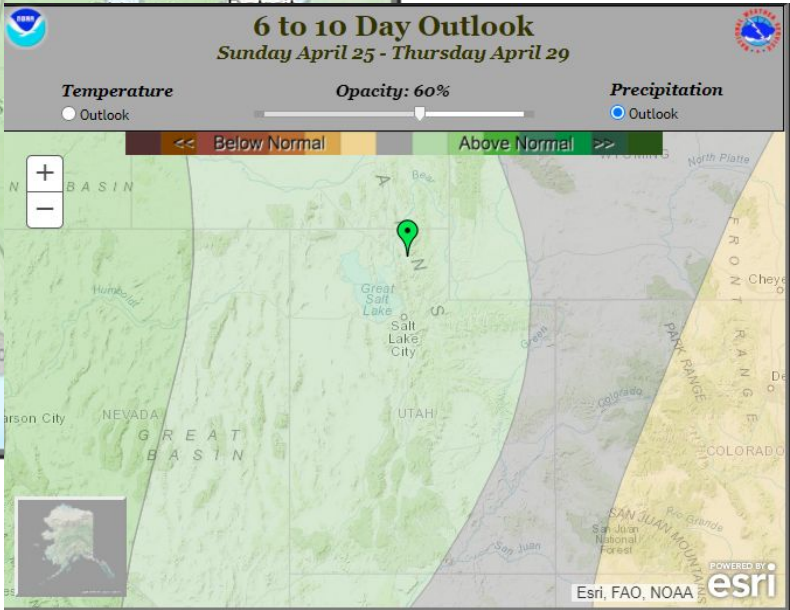 6 to 10 Day Outlook
Sunday April 25 - Thursday April 29
Temperature
Opacity: 60%
Precipitation
Outlook
Outlook
<< Below Normal
Above Normal >>
WYOMING
North Platte
+
−
N BASIN
Bear
A
N
S
Humboldt
Great
Salt
Lake
Salt
Lake
City
Green
FRONT RANGE
Cheye
PARK RANGE
De
Colorado
arson City
NEVADA
UTAH
GREAT
BASIN
COLORADO
SAN JUAN MOUNTAINS
Rio Grande
San Juan
National
Forest
San Juan
POWERED BY
esri
Esri, FAO, NOAA